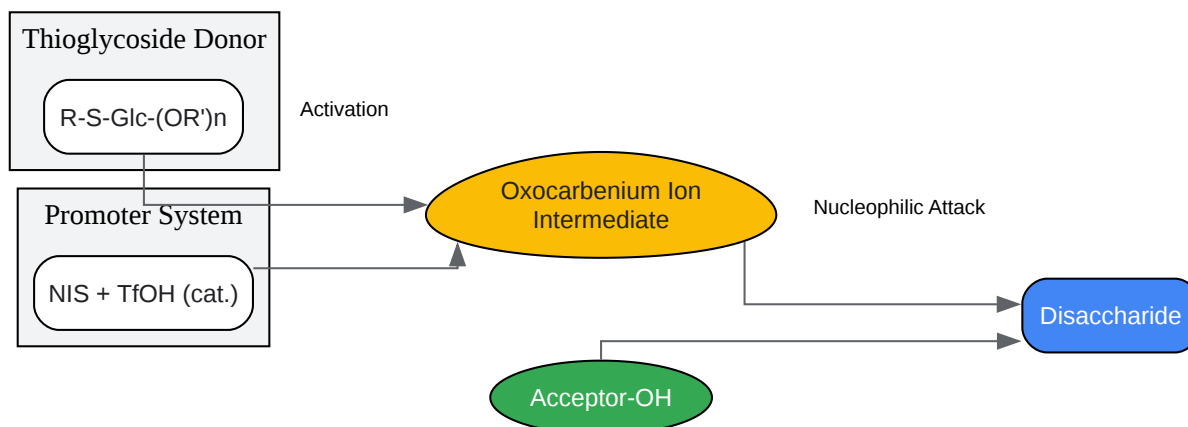 Thioglycoside Donor
R-S-Glc-(OR')n
Activation
Promoter System
NIS + TfOH (cat.)
Oxocarbenium Ion
Intermediate
Nucleophilic Attack
Disaccharide
Acceptor-OH